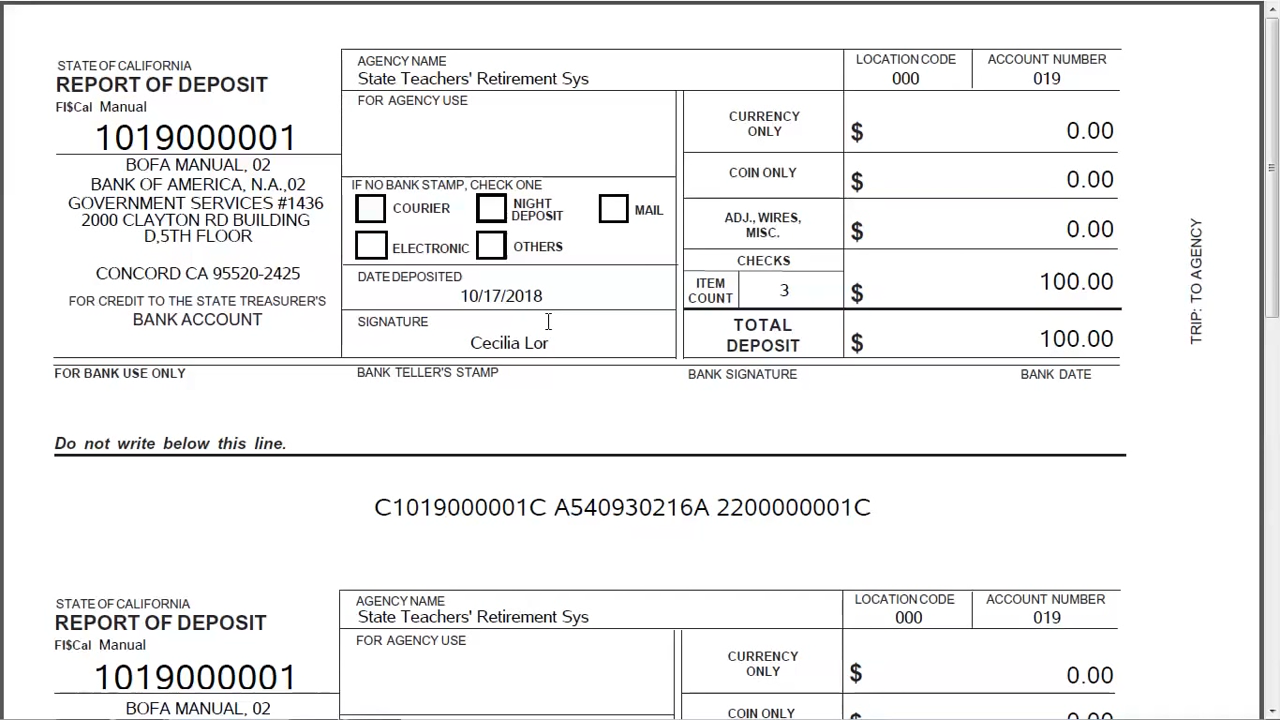 STATE OF CALIFORNIA
REPORT OF DEPOSIT
FI$Cal Manual
1019000001
BOFA MANUAL, 02
BANK OF AMERICA, N.A.,02
GOVERNMENT SERVICES #1436
2000 CLAYTON RD BUILDING
D,5TH FLOOR
CONCORD CA 95520-2425
FOR CREDIT TO THE STATE TREASURER'S
BANK ACCOUNT
AGENCY NAME
State Teachers' Retirement Sys
LOCATION CODE
000
ACCOUNT NUMBER
019
FOR AGENCY USE
IF NO BANK STAMP, CHECK ONE
COURIER
NIGHT
DEPOSIT
MAIL
ELECTRONIC
OTHERS
DATE DEPOSITED
10/17/2018
SIGNATURE
Cecilia Lor
CURRENCY
ONLY
$ 0.00
COIN ONLY
$ 0.00
ADJ., WIRES,
MISC.
$ 0.00
CHECKS
ITEM
COUNT
3
$ 100.00
TOTAL
DEPOSIT
$ 100.00
TRIP: TO AGENCY
FOR BANK USE ONLY
BANK TELLER'S STAMP
BANK SIGNATURE
BANK DATE
Do not write below this line.
C1019000001C A540930216A 2200000001C
STATE OF CALIFORNIA
REPORT OF DEPOSIT
FI$Cal Manual
1019000001
BOFA MANUAL, 02
AGENCY NAME
State Teachers' Retirement Sys
LOCATION CODE
000
ACCOUNT NUMBER
019
FOR AGENCY USE
CURRENCY
ONLY
$ 0.00
COIN ONLY